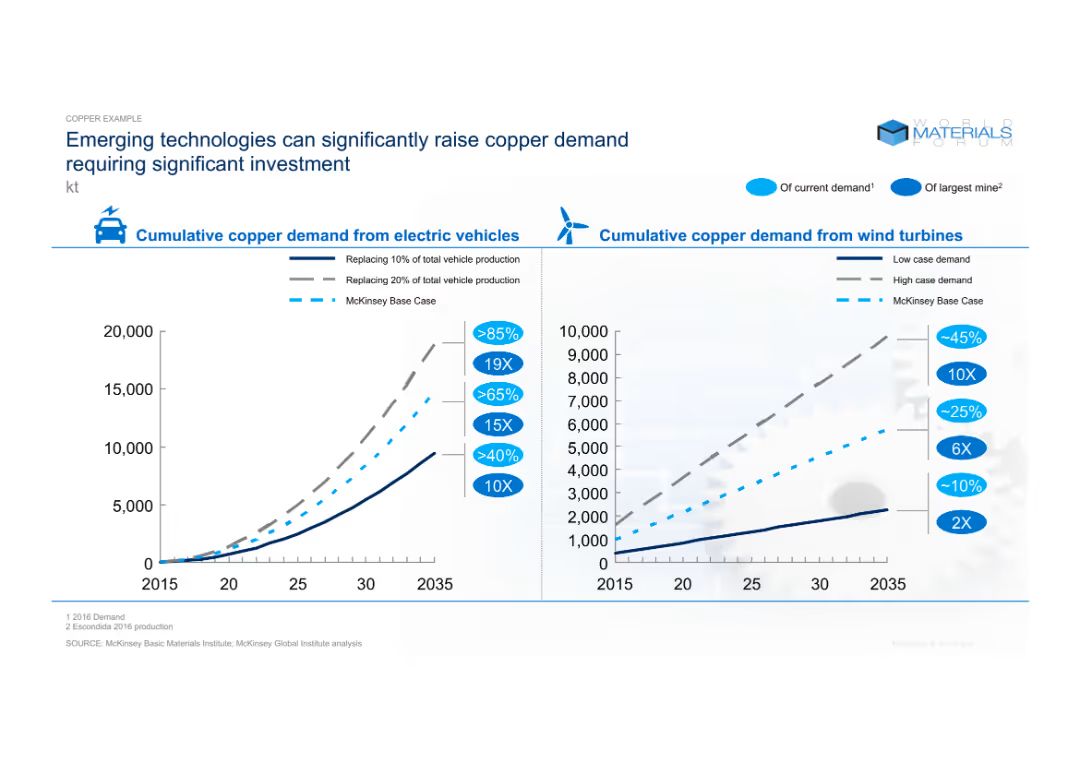 COPPER EXAMPLE
Emerging technologies can significantly raise copper demand
requiring significant investment
kt
WORLD
MATERIALS
FORUM
Of current demand1
Of largest mine2
Cumulative copper demand from electric vehicles
Replacing 10% of total vehicle production
Replacing 20% of total vehicle production
McKinsey Base Case
20,000
15,000
10,000
5,000
0
2015 20 25 30 2035
>85%
19X
>65%
15X
>40%
10X
Cumulative copper demand from wind turbines
Low case demand
High case demand
McKinsey Base Case
10,000
9,000
8,000
7,000
6,000
5,000
4,000
3,000
2,000
1,000
0
2015 20 25 30 2035
~45%
10X
~25%
6X
~10%
2X
1 2016 Demand
2 Escondida 2016 production
SOURCE: McKinsey Basic Materials Institute, McKinsey Global Institute analysis